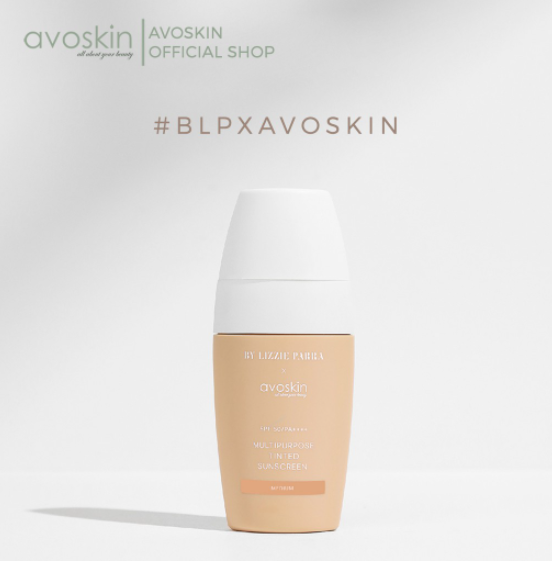 avoskin
all about your beauty
AVOSKIN
OFFICIAL SHOP
#BLPXAVOSKIN
BY LIZZIE PARRA
×
avoskin
MULTIPURPOSE
TINTED
SUNSCREEN